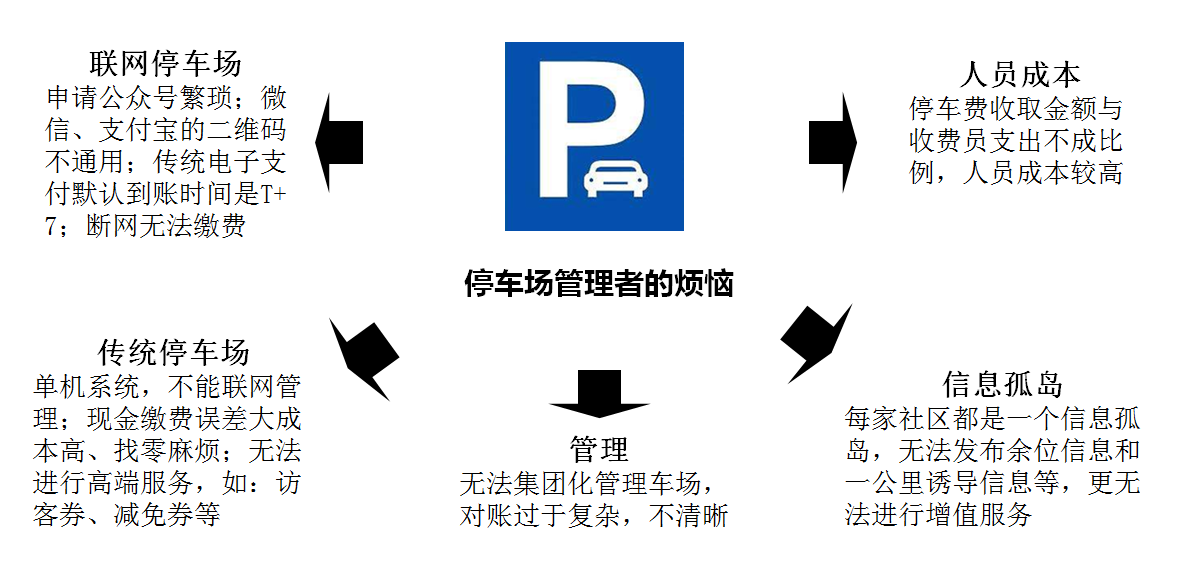 联网停车场
申请公众号繁琐；微
信、支付宝的二维码
不通用；传统电子支
付默认到账时间是T+
7；断网无法缴费
P
人员成本
停车费收取金额与
收费员支出不成比
例，人员成本较高
停车场管理者的烦恼
传统停车场
单机系统，不能联网管
理；现金缴费误差大成
本高、找零麻烦；无法
进行高端服务，如：访
客券、减免券等
管理
无法集团化管理车场，
对账过于复杂，不清晰
信息孤岛
每家社区都是一个信息孤
岛，无法发布余位信息和
一公里诱导信息等，更无
法进行增值服务